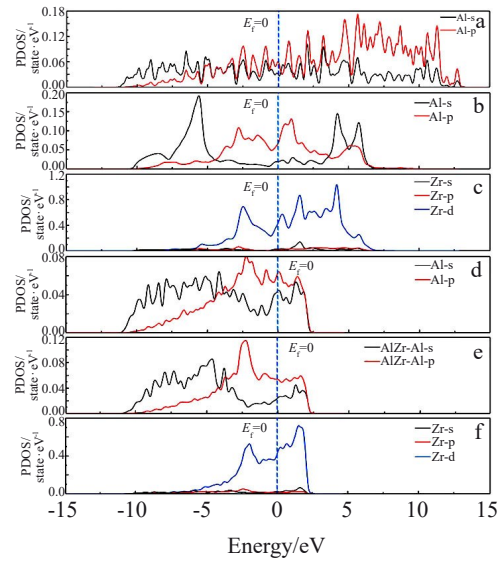 PDOS/
state· eV⁻¹
0.18
0.12
0.06
0.00
E_f=0
Al-s
Al-p
a
PDOS/
state· eV⁻¹
0.20
0.15
0.10
0.05
0.00
E_f=0
Al-s
Al-p
b
PDOS/
state· eV⁻¹
1.2
0.8
0.4
0.0
E_f=0
Zr-s
Zr-p
Zr-d
c
PDOS/
state· eV⁻¹
0.08
0.04
0.00
E_f=0
Al-s
Al-p
d
PDOS/
state· eV⁻¹
0.12
0.08
0.04
0.00
E_f=0
AlZr-Al-s
AlZr-Al-p
e
PDOS/
state· eV⁻¹
0.8
0.4
0.0
E_f=0
Zr-s
Zr-p
Zr-d
f
-15 -10 -5 0 5 10 15
Energy/eV